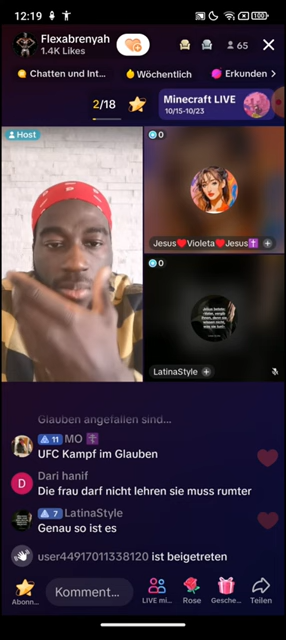 12:19
100
Flexabrenyah
1.4K Likes
65
Chatten und Int...
Wöchentlich
Erkunden >
2/18
Minecraft LIVE
10/15-10/23
Host
0
Jesus❤️Violeta❤️Jesus✝️ +
0
LatinaStyle +
Glauben angefallen sind...
11 MO ☦️
UFC Kampf im Glauben
D
Dari hanif
Die frau darf nicht lehren sie muss rumter
7 LatinaStyle
Genau so ist es
user44917011338120 ist beigetreten
Komment...
Abonn...
LIVE mi...
Rose
Gesche...
Teilen